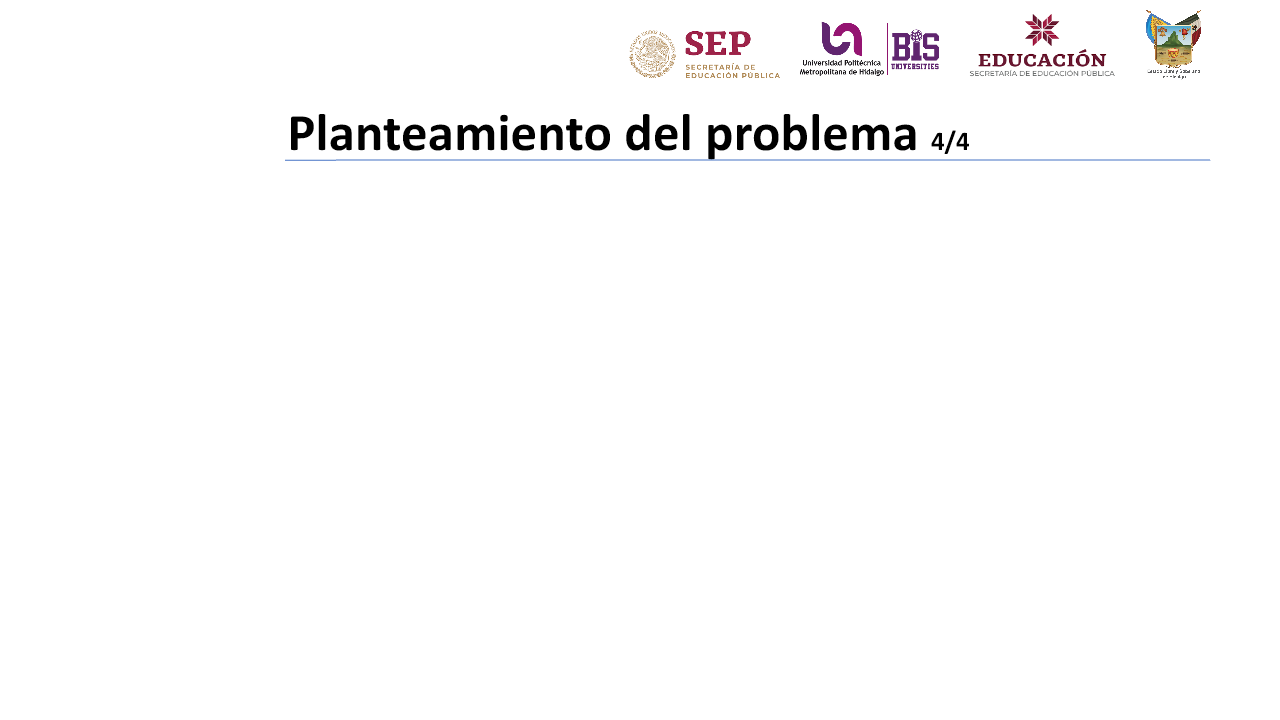 SEP
SECRETARÍA DE
EDUCACIÓN PÚBLICA
Universidad Politécnica
Metropolitana de Hidalgo
BIS
UNIVERSITIES
EDUCACIÓN
SECRETARÍA DE EDUCACIÓN PÚBLICA
Planteamiento del problema 4/4